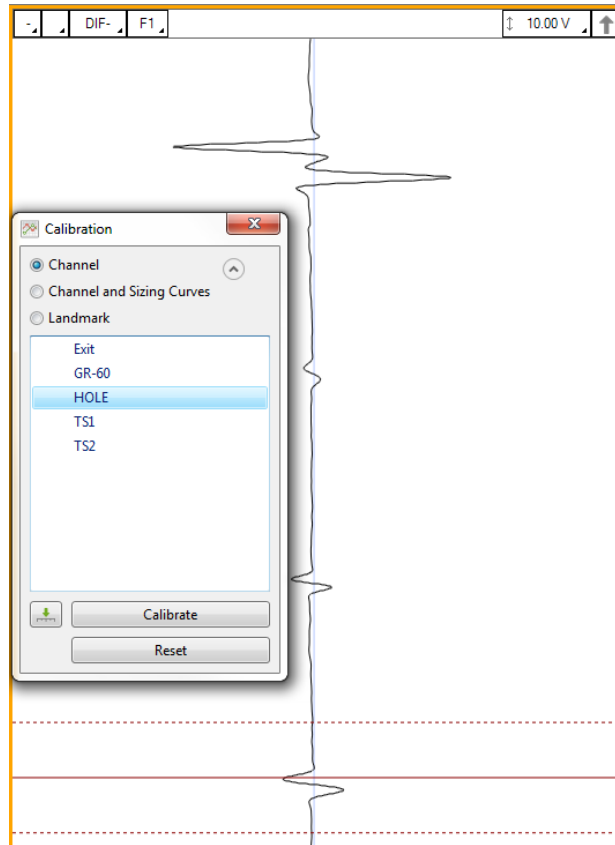 - DIF- F1 10.00 V
Calibration
Channel
Channel and Sizing Curves
Landmark
Exit
GR-60
HOLE
TS1
TS2
Calibrate
Reset